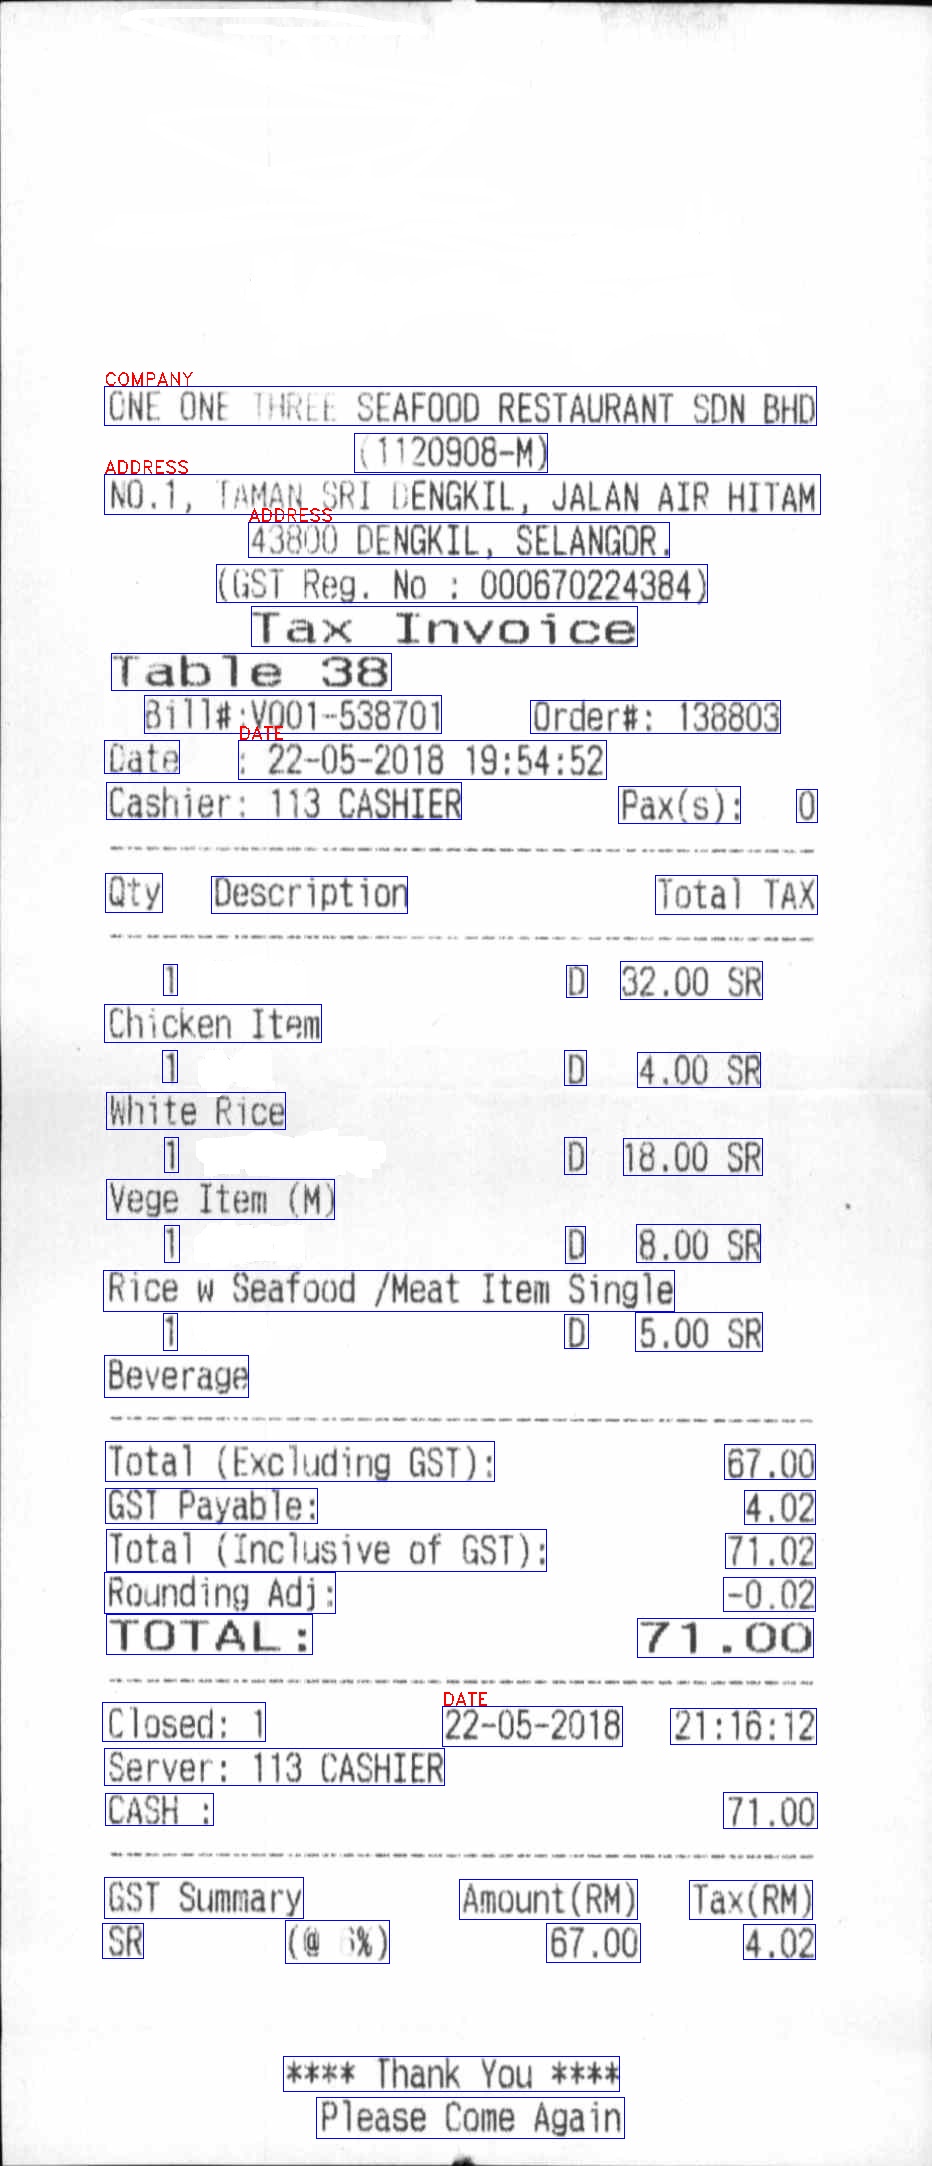 COMPANY
ONE ONE THREE SEAFOOD RESTAURANT SDN BHD
(1120908-M)
ADDRESS
NO.1, TAMAN SRI DENGKIL, JALAN AIR HITAM
ADDRESS
43800 DENGKIL, SELANGOR.
(GST Reg. No : 000670224384)
Tax Invoice
Table 38
Bill#:V001-538701 Order#: 138803
DATE
Date : 22-05-2018 19:54:52
Cashier: 113 CASHIER Pax(s): 0
Qty Description Total TAX
1 D 32.00 SR
Chicken Item
1 D 4.00 SR
White Rice
1 D 18.00 SR
Vege Item (M)
1 D 8.00 SR
Rice w Seafood /Meat Item Single
1 D 5.00 SR
Beverage
Total (Excluding GST): 67.00
GST Payable: 4.02
Total (Inclusive of GST): 71.02
Rounding Adj: -0.02
TOTAL: 71.00
DATE
Closed: 1 22-05-2018 21:16:12
Server: 113 CASHIER
CASH : 71.00
GST Summary Amount(RM) Tax(RM)
SR (@ 6%) 67.00 4.02
**** Thank You ****
Please Come Again